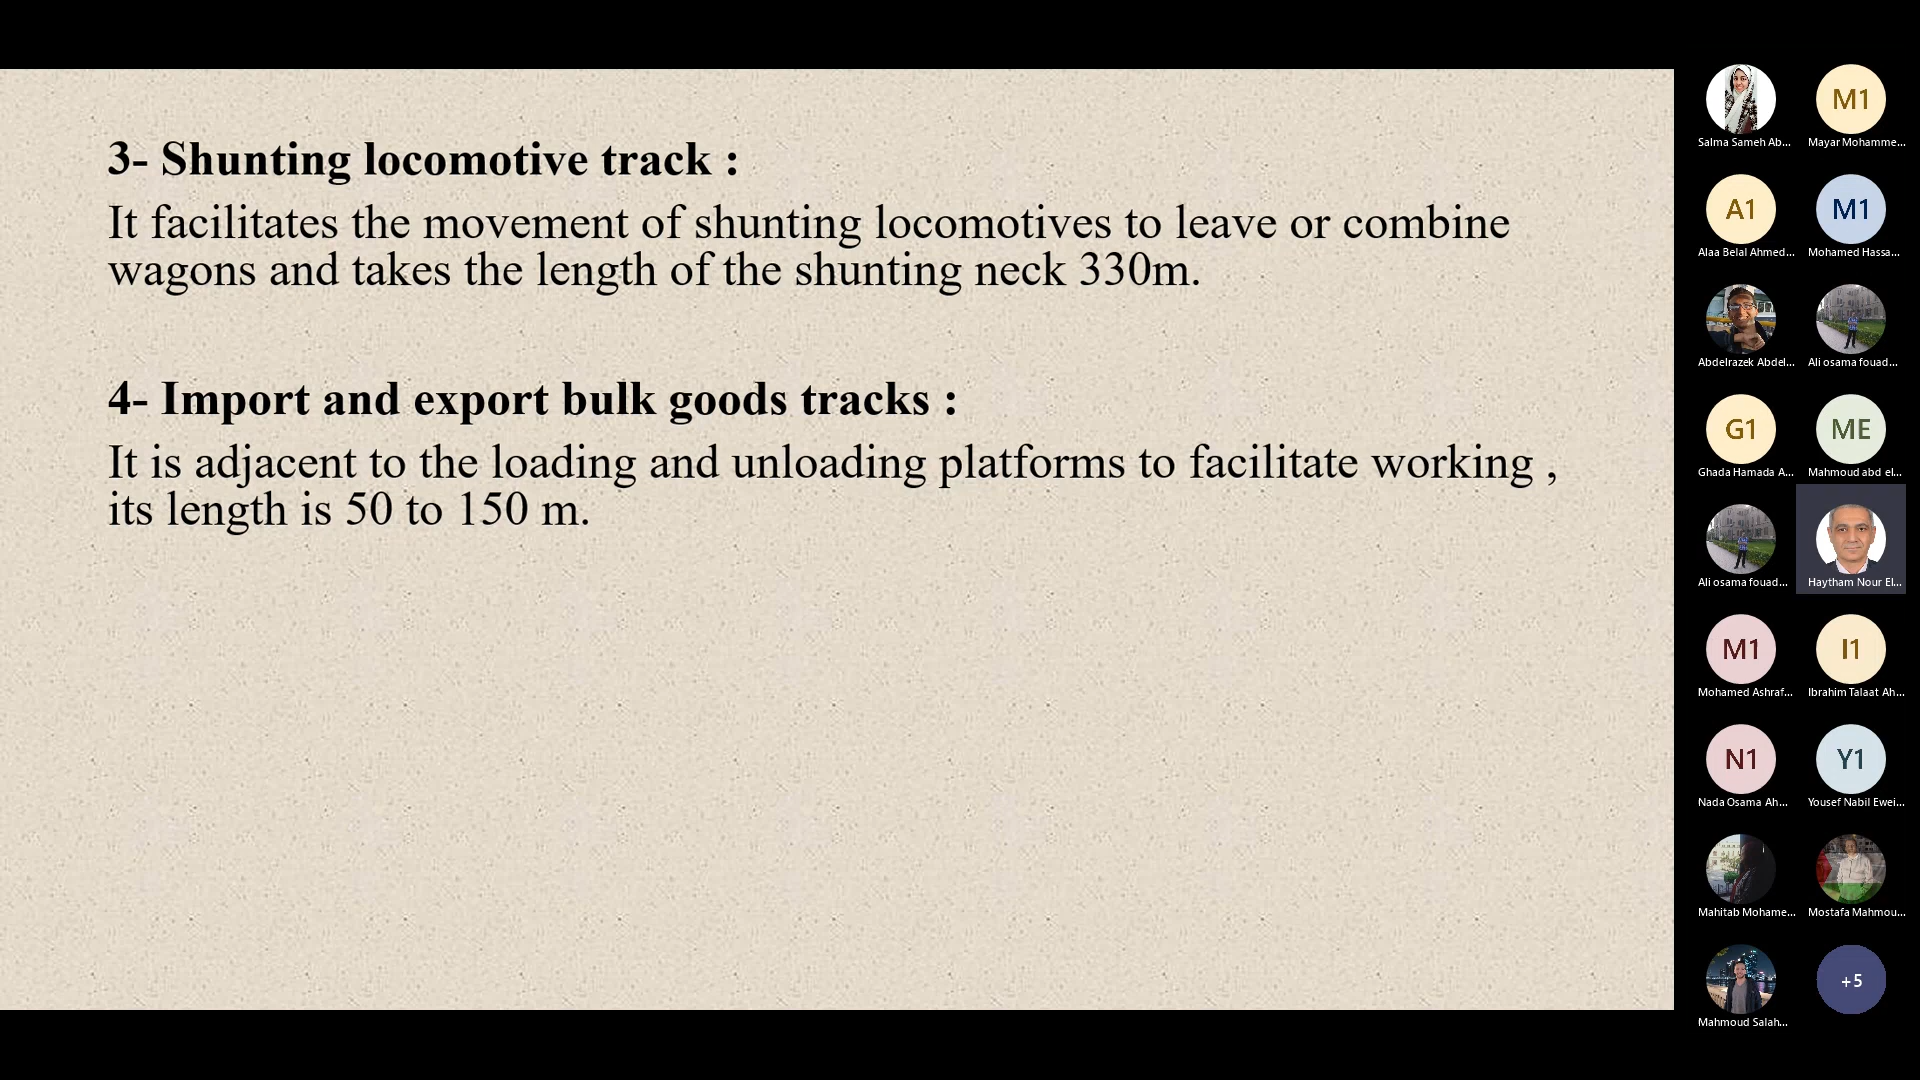 3- Shunting locomotive track :
It facilitates the movement of shunting locomotives to leave or combine
wagons and takes the length of the shunting neck 330m.
4- Import and export bulk goods tracks :
It is adjacent to the loading and unloading platforms to facilitate working ,
its length is 50 to 150 m.
M1
Salma Sameh Ab...
Mayar Mohamme...
A1
M1
Alaa Belal Ahmed...
Mohamed Hassa...
Abdelrazek Abdel...
Ali osama fouad...
G1
ME
Ghada Hamada A...
Mahmoud abd el...
Ali osama fouad...
Haytham Nour El...
M1
I1
Mohamed Ashraf...
Ibrahim Talaat Ah...
N1
Y1
Nada Osama Ah...
Yousef Nabil Ewei...
Mahitab Mohame...
Mostafa Mahmou...
+5
Mahmoud Salah...